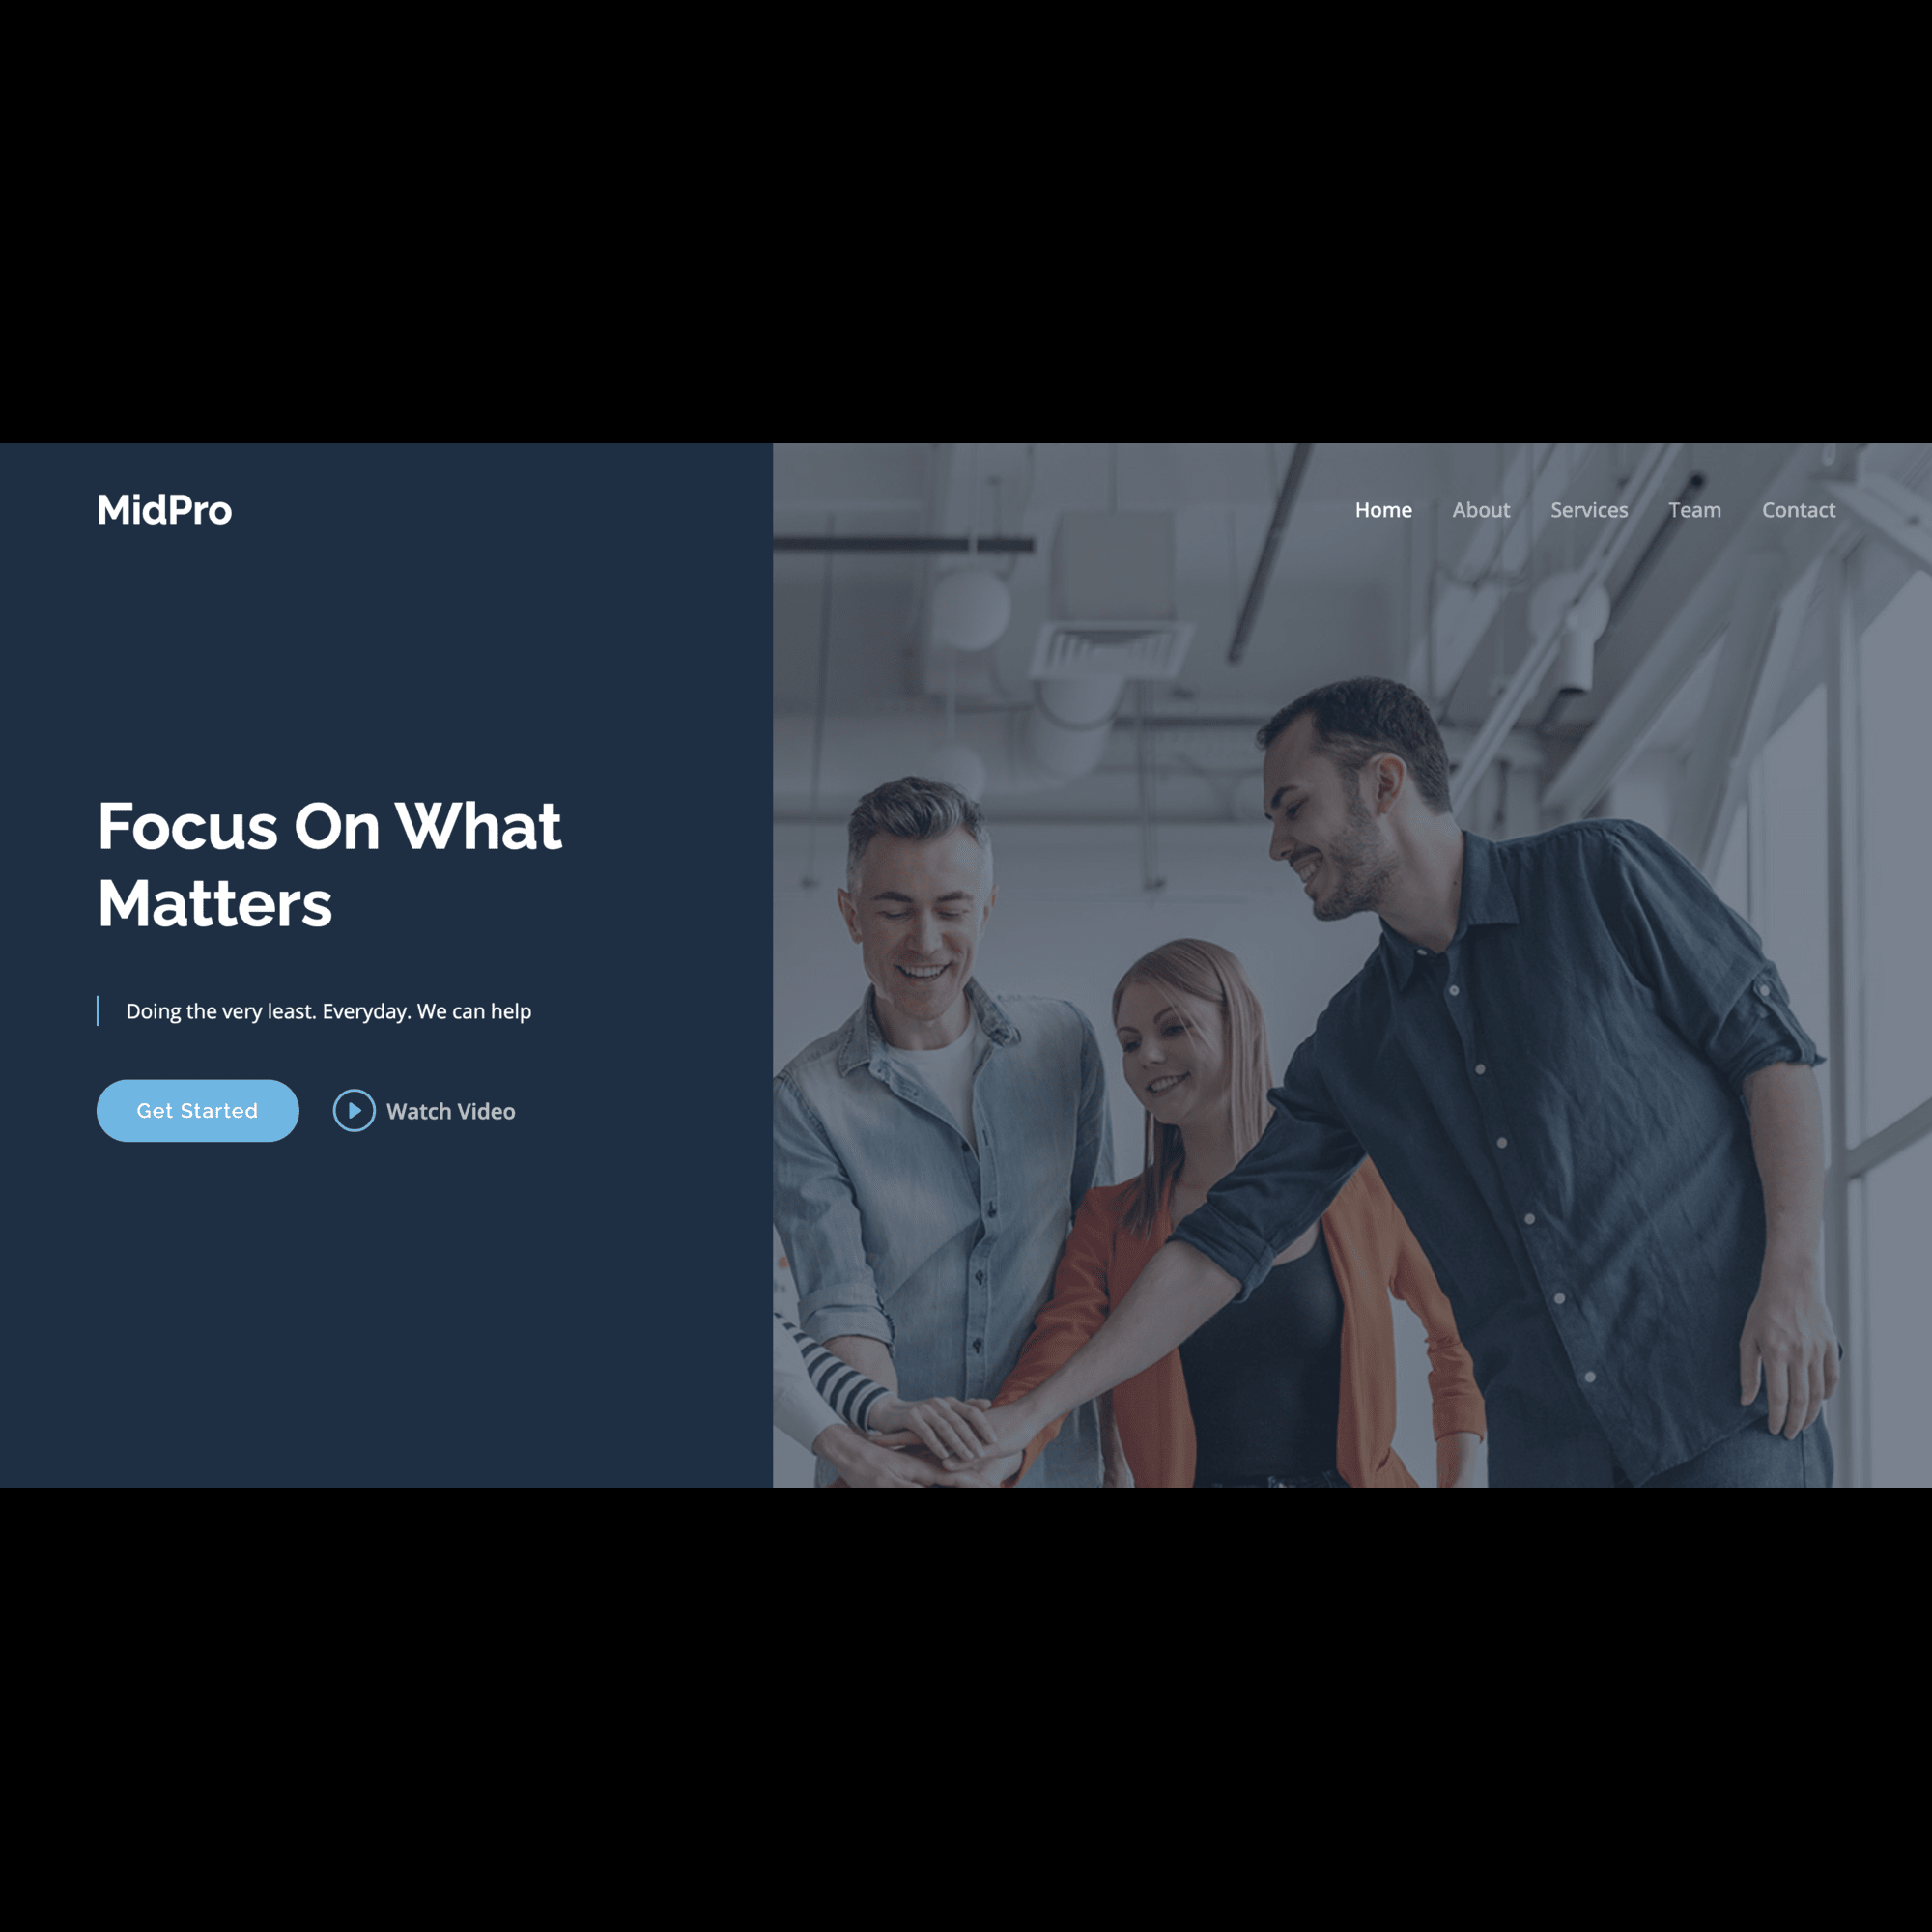 MidPro
Home About Services Team Contact
Focus On What
Matters
Doing the very least. Everyday. We can help
Get Started Watch Video